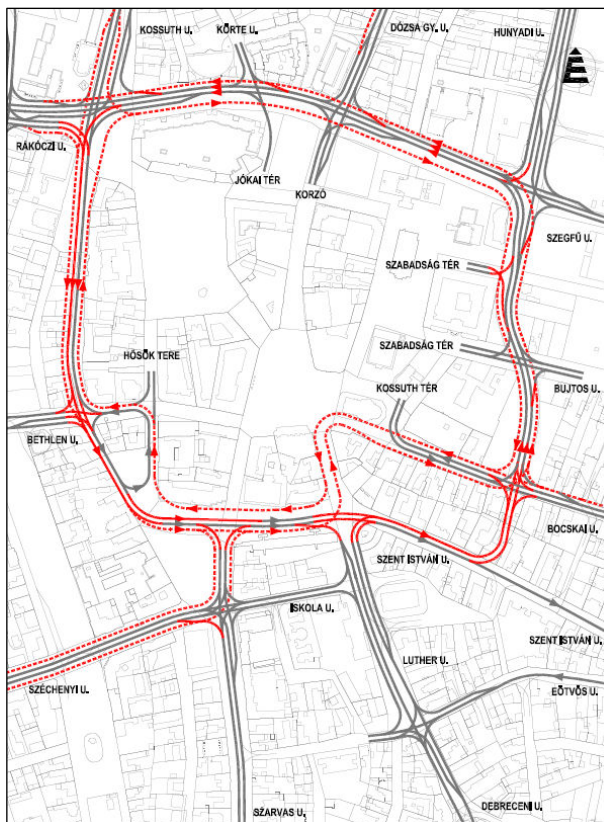 KOSSUTH U.
KÖRTE U.
DÓZSA GY. U.
HUNYADI U.
RÁKÓCZI U.
JÓKAI TÉR
KORZÓ
SZEGFŰ U.
SZABADSÁG TÉR
HŐSÖK TERE
SZABADSÁG TÉR
KOSSUTH TÉR
BUJTOS U.
BETHLEN U.
BOCSKAI U.
SZENT ISTVÁN U.
ISKOLA U.
SZENT ISTVÁN U.
LUTHER U.
SZÉCHENYI U.
EÖTVÖS U.
SZARVAS U.
DEBRECENI U.